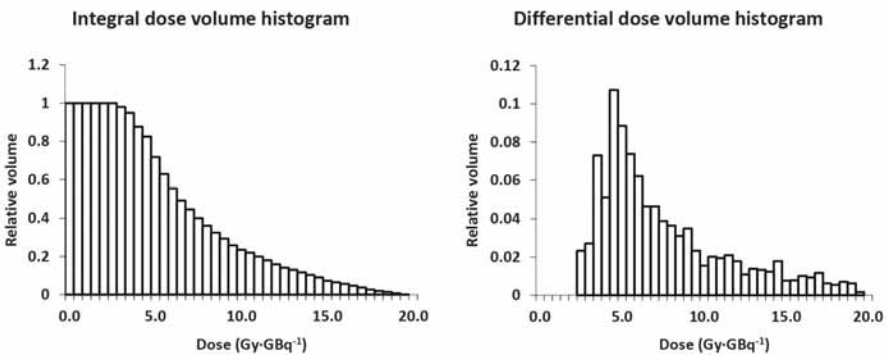 Integral dose volume histogram
Relative volume
1.2
1
0.8
0.6
0.4
0.2
0
0.0 5.0 10.0 15.0 20.0
Dose (Gy·GBq⁻¹)
Differential dose volume histogram
Relative volume
0.12
0.1
0.08
0.06
0.04
0.02
0
0.0 5.0 10.0 15.0 20.0
Dose (Gy·GBq⁻¹)